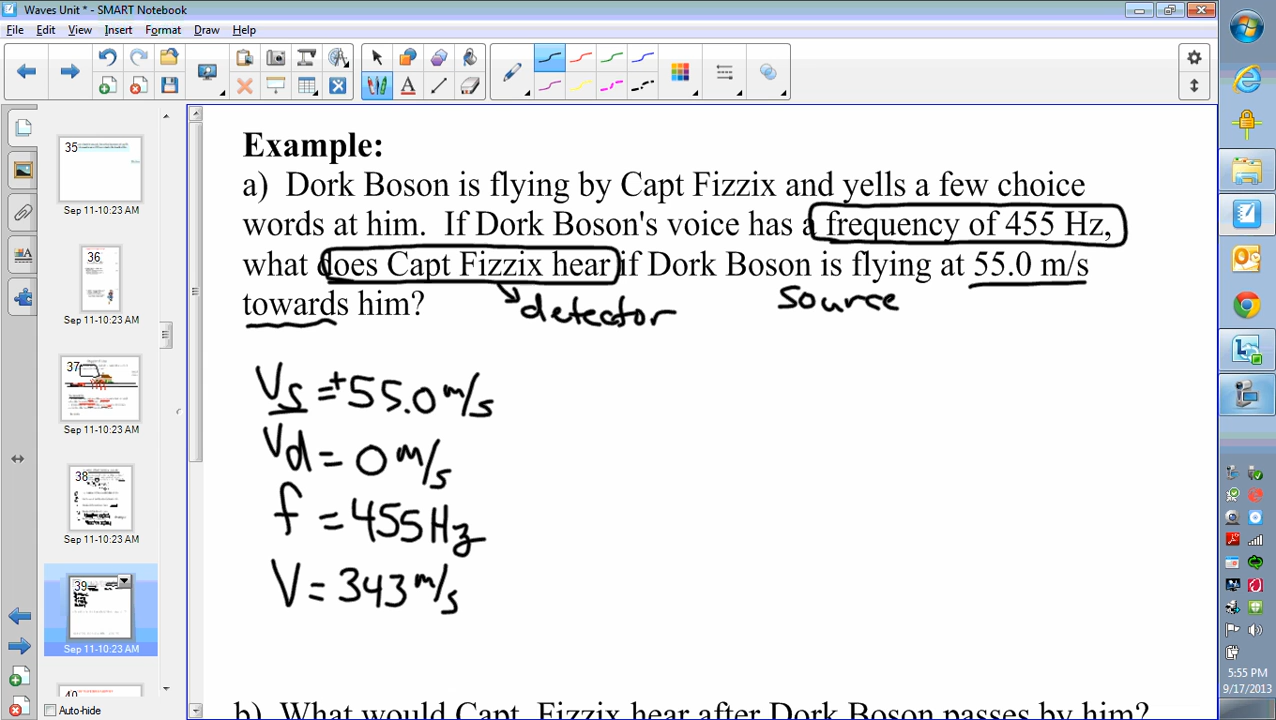 Waves Unit * - SMART Notebook
File Edit View Insert Format Draw Help
35
Sep 11-10:23 AM
36
Sep 11-10:23 AM
37
Sep 11-10:23 AM
38
Sep 11-10:23 AM
39
Sep 11-10:23 AM
40
Auto-hide
Example:
a) Dork Boson is flying by Capt Fizzix and yells a few choice
words at him. If Dork Boson's voice has a frequency of 455 Hz,
what does Capt Fizzix hear if Dork Boson is flying at 55.0 m/s
towards him?
detector
source
Vs = +55.0 m/s
Vd = 0 m/s
f = 455 Hz
V = 343 m/s
b) What would Capt. Fizzix hear after Dork Boson passes by him?
5:55 PM
9/17/2013